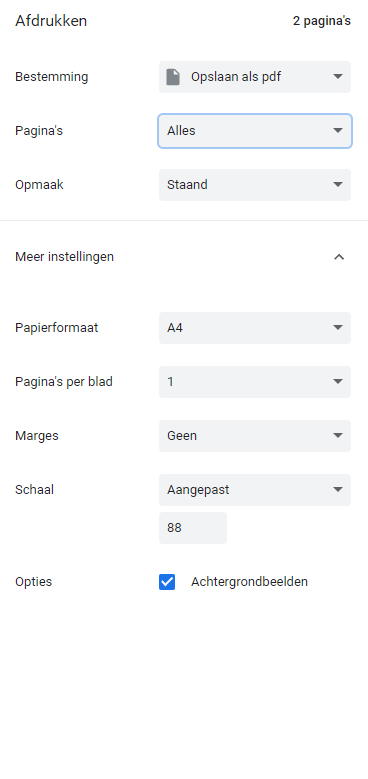 Afdrukken 2 pagina's
Bestemming Opslaan als pdf
Pagina's Alles
Opmaak Staand
Meer instellingen
Papierformaat A4
Pagina's per blad 1
Marges Geen
Schaal Aangepast
88
Opties Achtergrondbeelden